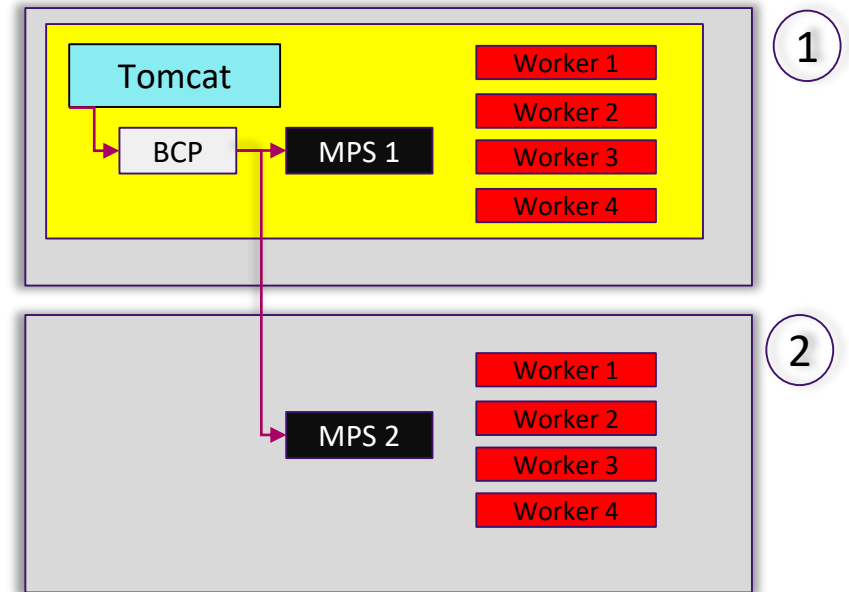 1
Tomcat
BCP
MPS 1
Worker 1
Worker 2
Worker 3
Worker 4
2
MPS 2
Worker 1
Worker 2
Worker 3
Worker 4